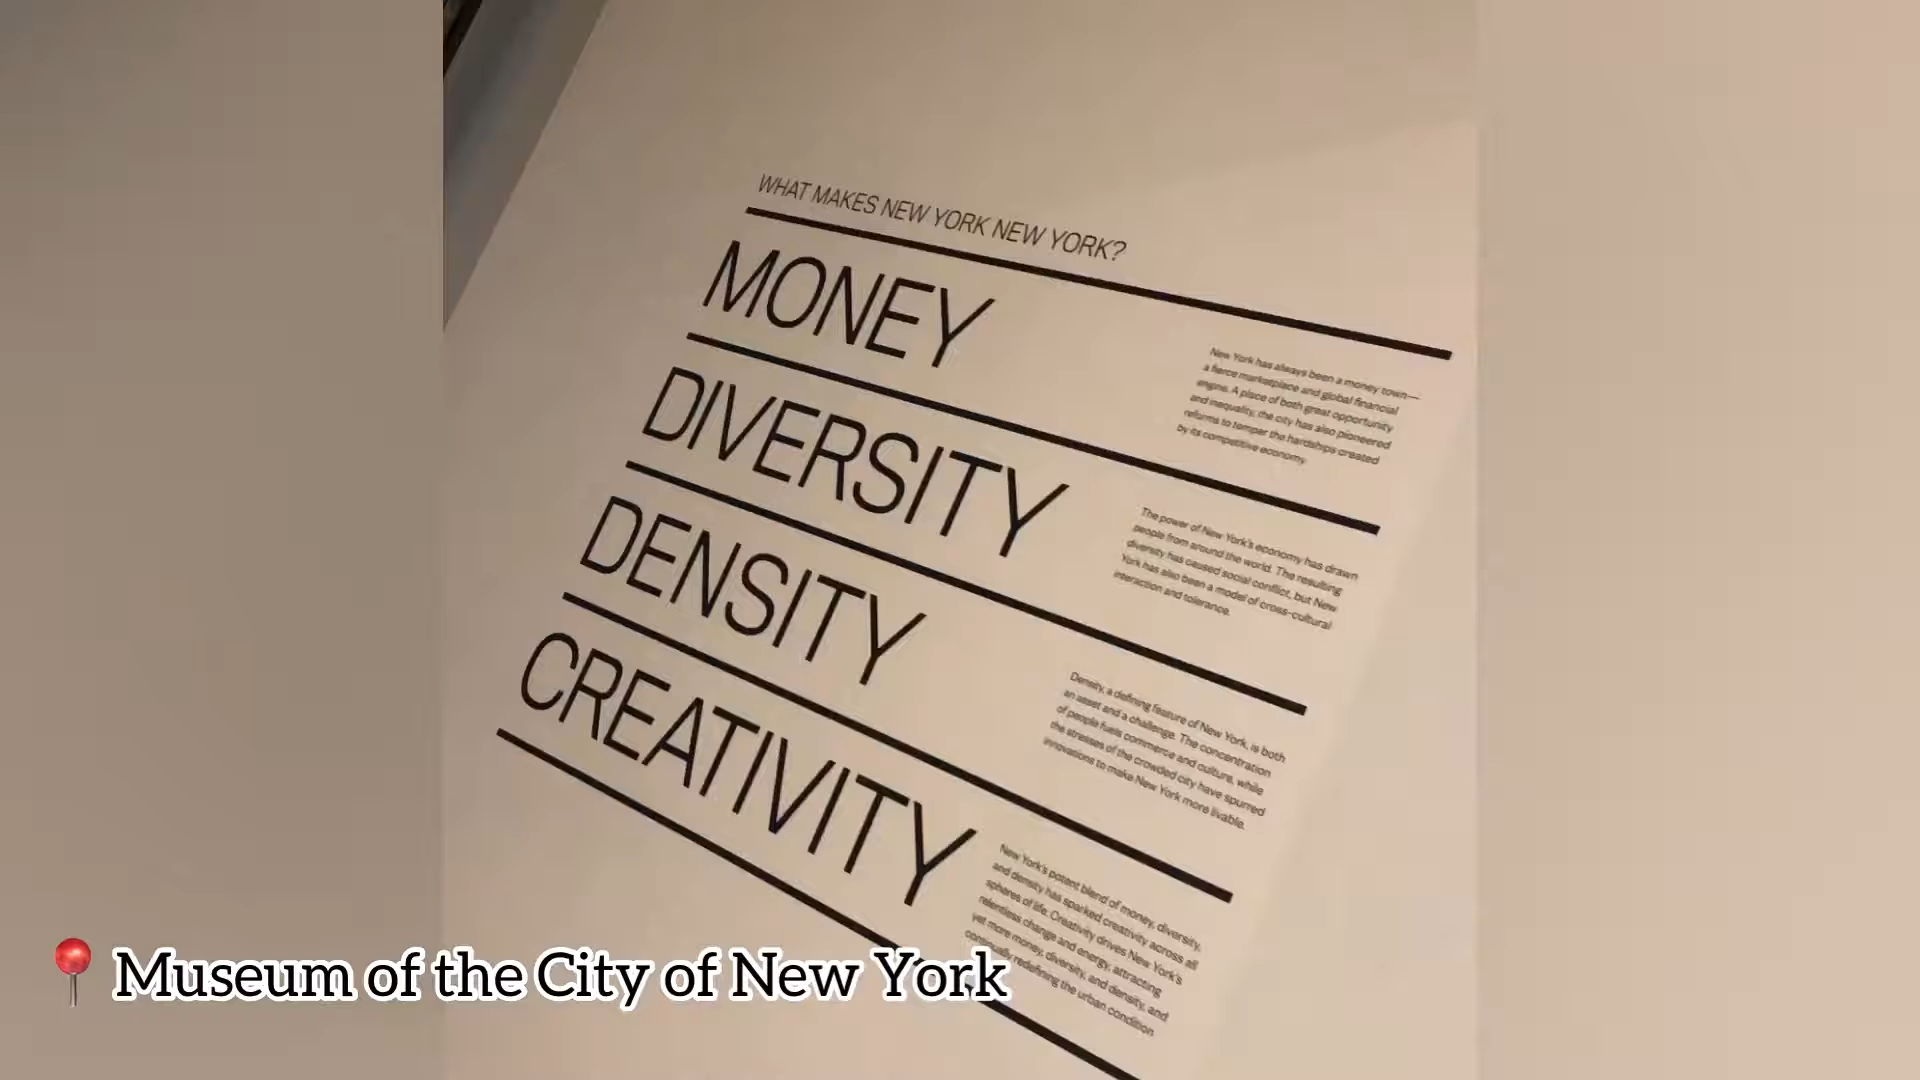 WHAT MAKES NEW YORK NEW YORK?
MONEY
New York has always been a money town—
a fierce marketplace and global financial
engine. A place of both great opportunity
and inequality, the city has also pioneered
reforms to temper the hardships created
by its competitive economy.
DIVERSITY
The power of New York's economy has drawn
people from around the world. The resulting
diversity has caused social conflict, but New
York has also been a model of cross-cultural
interaction and tolerance.
DENSITY
Density, a defining feature of New York, is both
an asset and a challenge. The concentration
of people fuels commerce and culture, while
the stresses of the crowded city have spurred
innovations to make New York more livable.
CREATIVITY
New York's potent blend of money, diversity,
and density has sparked creativity across all
spheres of life. Creativity drives New York's
relentless change and energy, attracting
yet more money, diversity, and density, and
continually redefining the urban condition
Museum of the City of New York